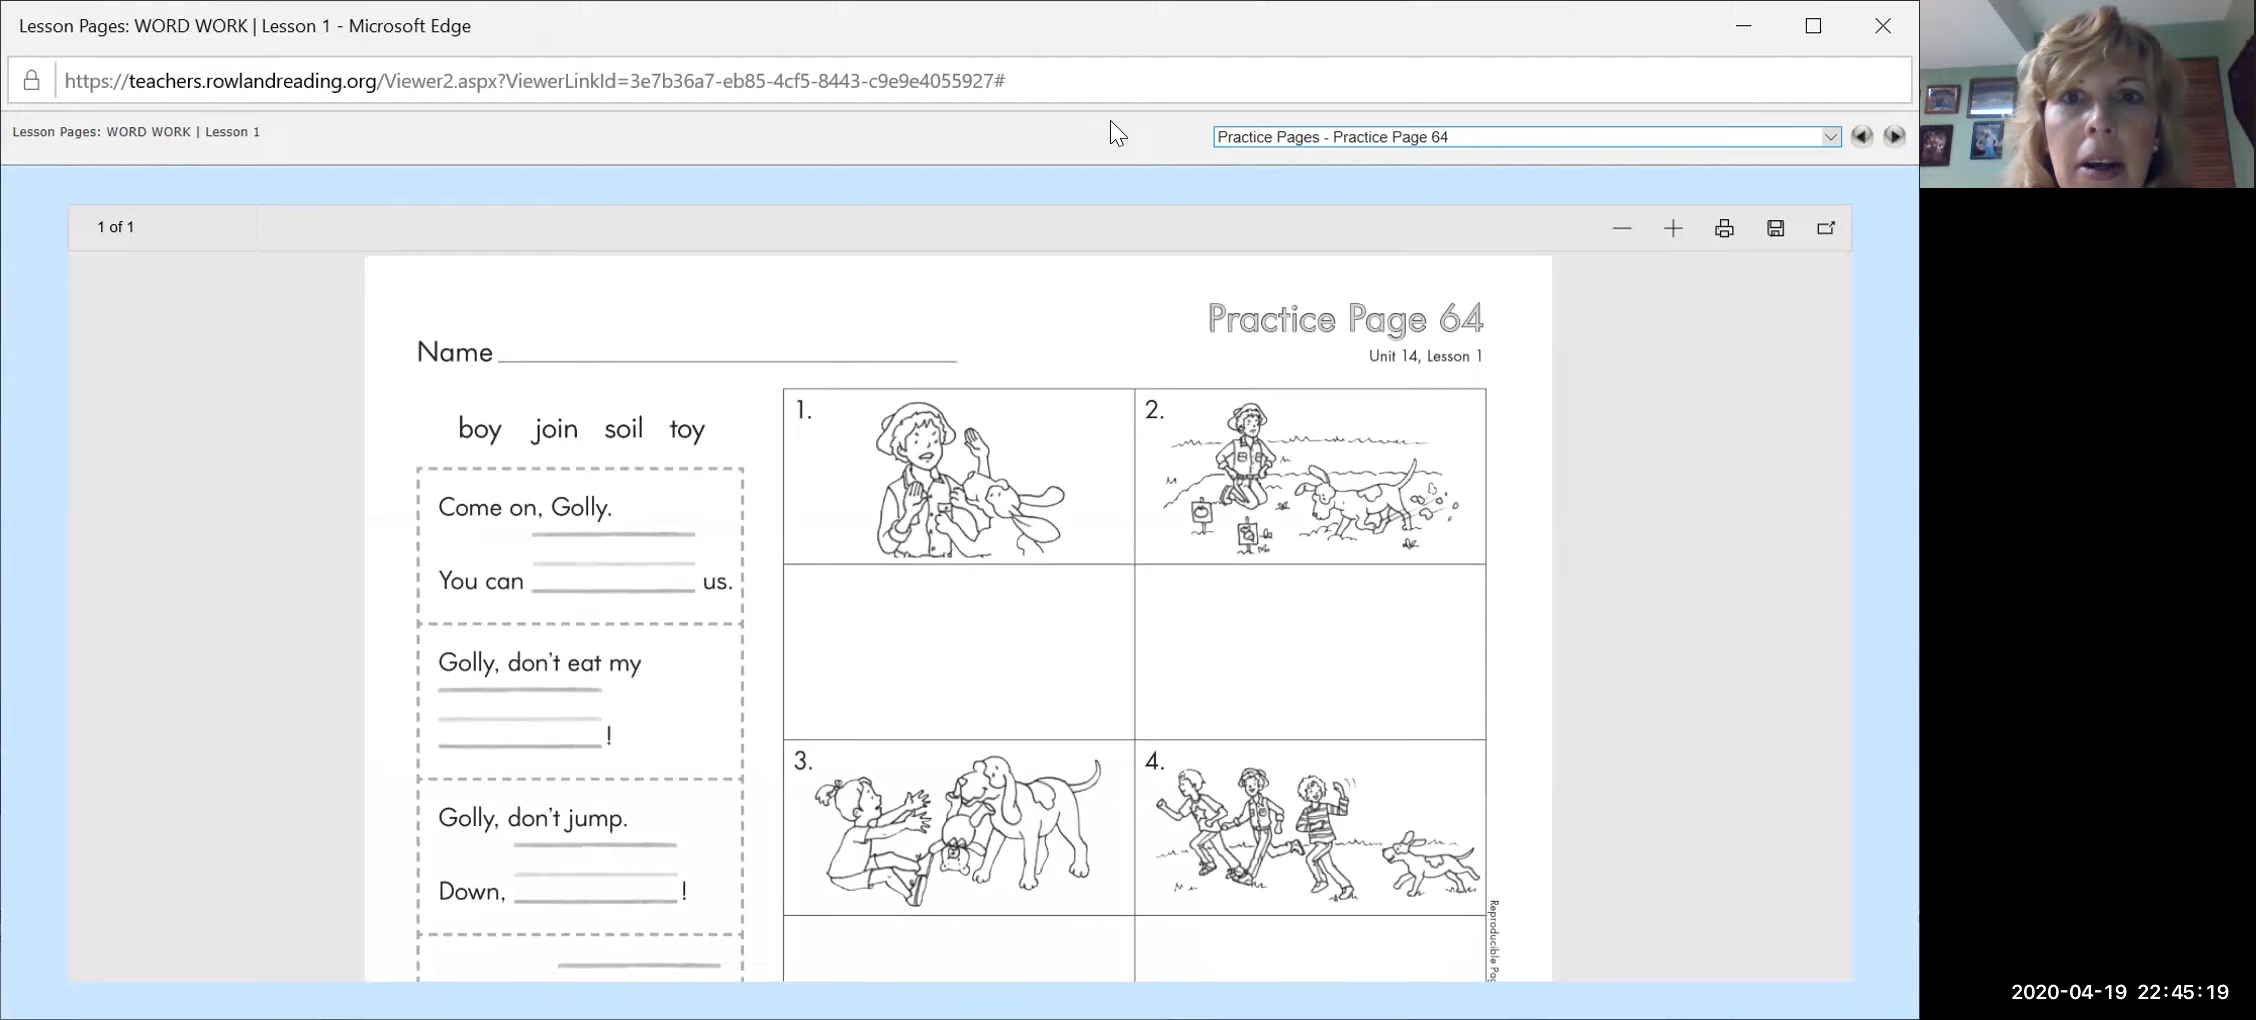 Lesson Pages: WORD WORK | Lesson 1 - Microsoft Edge
https://teachers.rowlandreading.org/Viewer2.aspx?ViewerLinkId=3e7b36a7-eb85-4cf5-8443-c9e9e4055927#
Lesson Pages: WORD WORK | Lesson 1
Practice Pages - Practice Page 64
1 of 1
Practice Page 64
Unit 14, Lesson 1
Name
boy join soil toy
Come on, Golly.
You can us.
Golly, don't eat my
!
Golly, don't jump.
Down, !
1.
2.
3.
4.
Reproducible Pag
2020-04-19 22:45:19